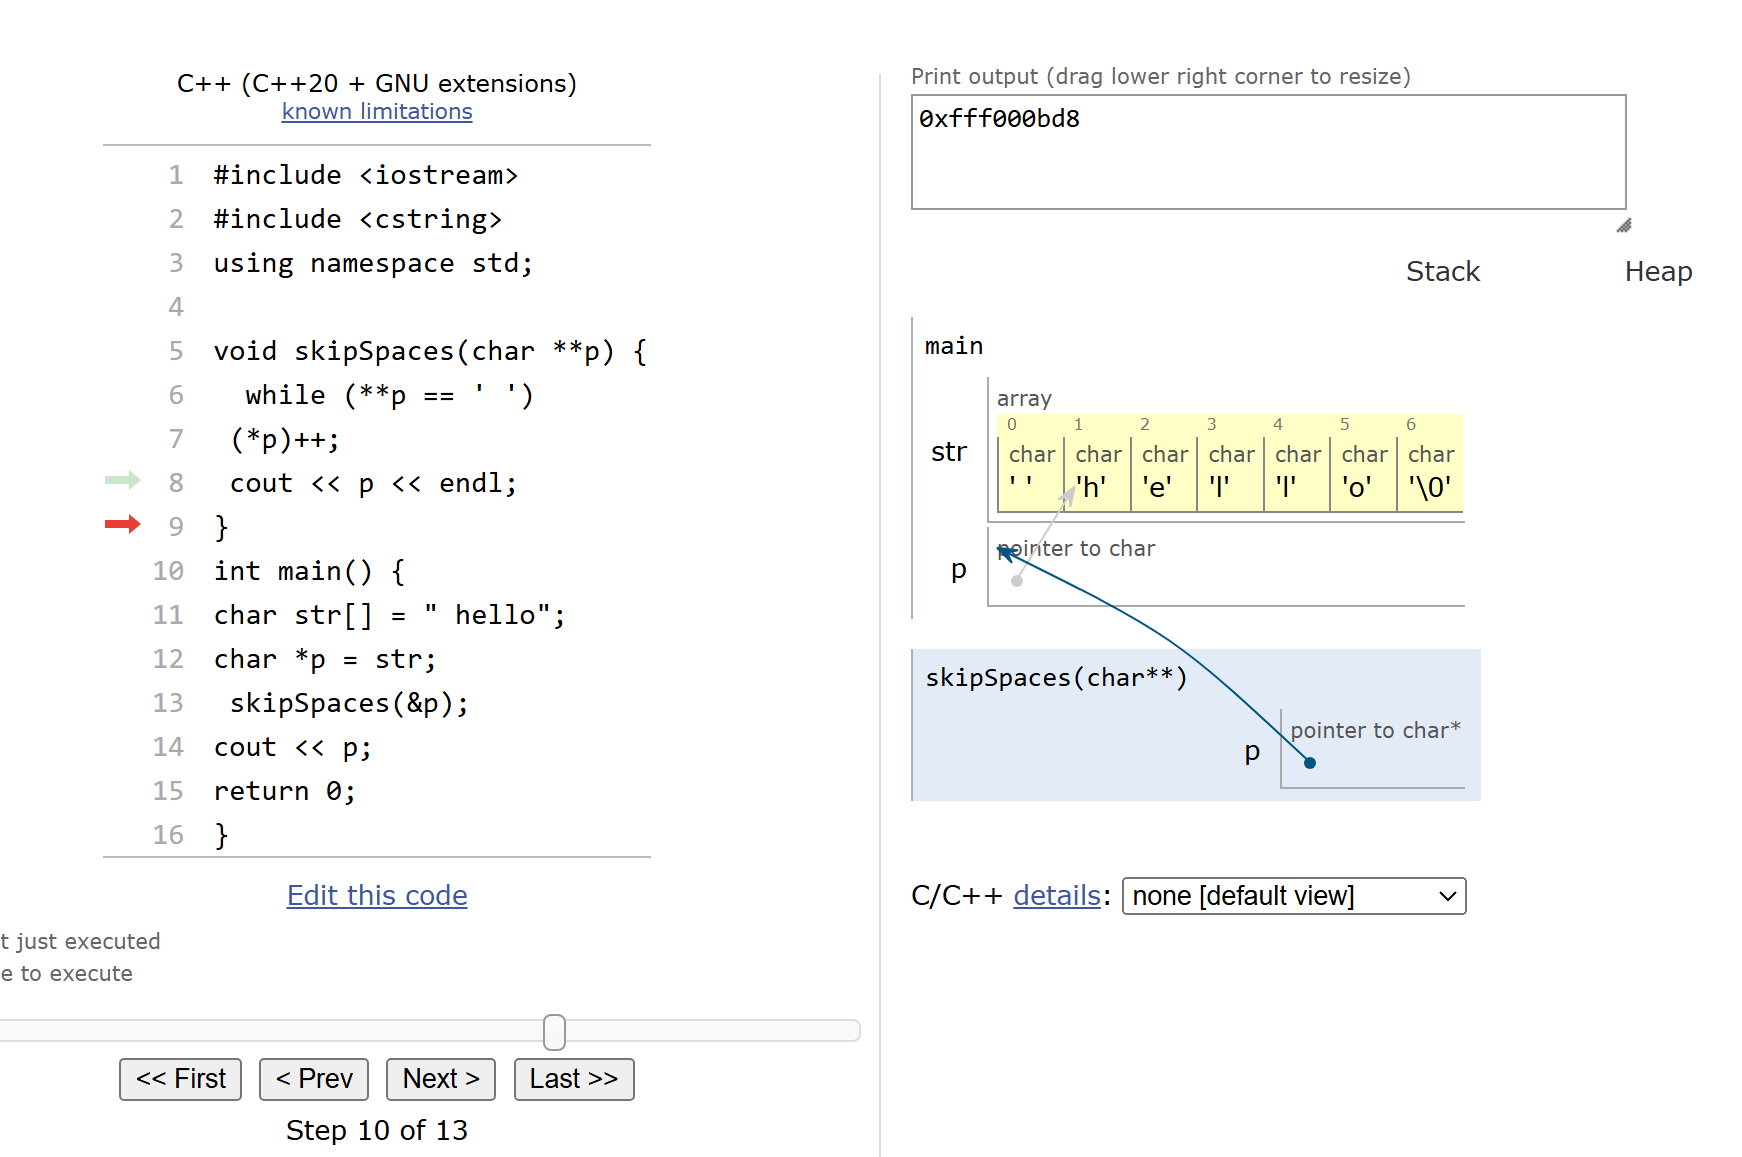 C++ (C++20 + GNU extensions)
known limitations
1 #include <iostream>
2 #include <cstring>
3 using namespace std;
4
5 void skipSpaces(char **p) {
6 while (**p == ' ')
7 (*p)++;
8 cout << p << endl;
9 }
10 int main() {
11 char str[] = " hello";
12 char *p = str;
13 skipSpaces(&p);
14 cout << p;
15 return 0;
16 }
Edit this code
t just executed
e to execute
<< First < Prev Next > Last >>
Step 10 of 13
Print output (drag lower right corner to resize)
0xfff000bd8
Stack Heap
main
array
0 1 2 3 4 5 6
str
char char char char char char char
' ' 'h' 'e' 'l' 'l' 'o' '\0'
pointer to char
p
skipSpaces(char**)
pointer to char*
p
C/C++ details: none [default view]